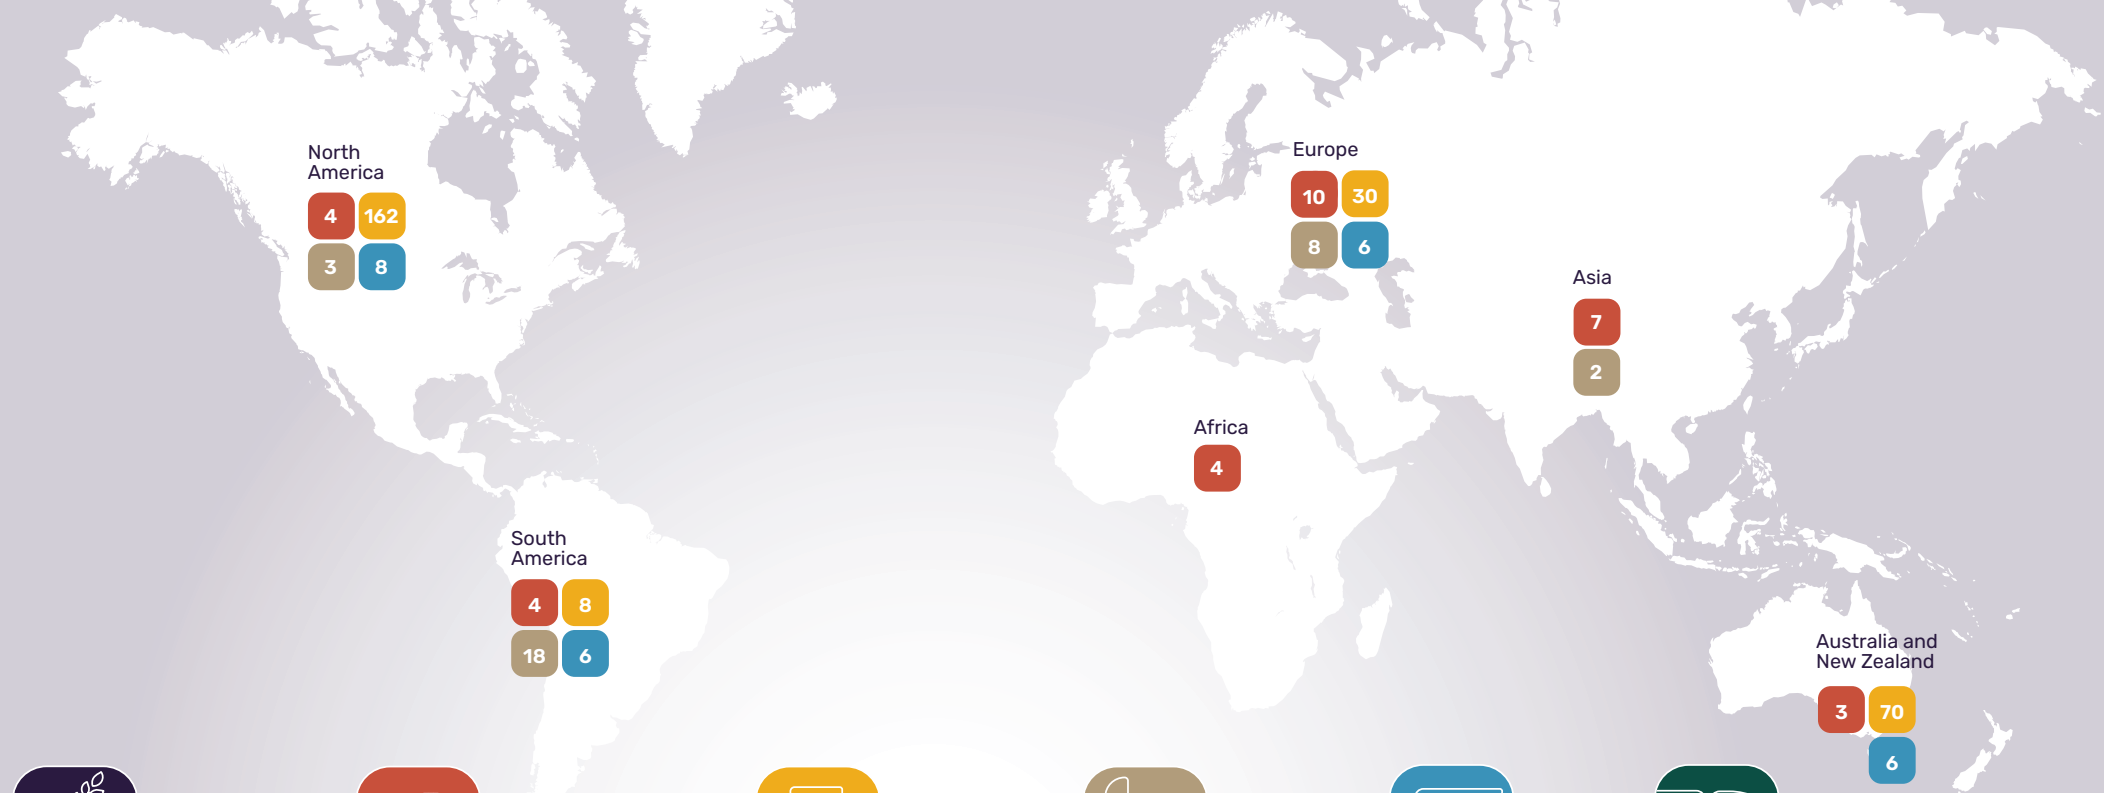 North
America
4 162
3 8
Europe
10 30
8 6
Asia
7
2
Africa
4
South
America
4 8
18 6
Australia and
New Zealand
3 70
6